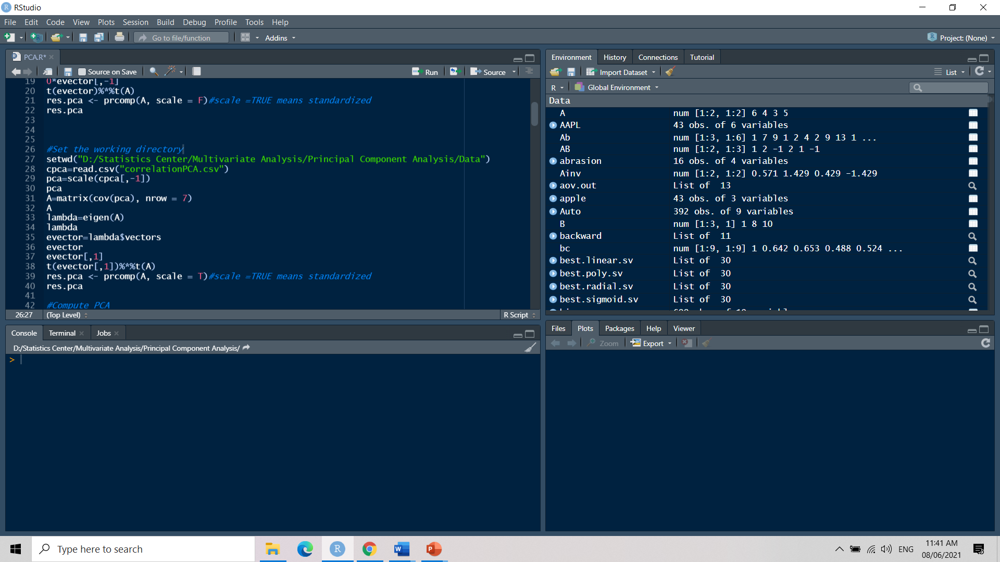 RStudio
File Edit Code View Plots Session Build Debug Profile Tools Help
Go to file/function Addins Project: (None)
PCA.R*
Source on Save Run Source
19 0*evector[,-1]
20 t(evector)%*%t(A)
21 res.pca <- prcomp(A, scale = F)#scale =TRUE means standardized
22 res.pca
23
24
25
26 #Set the working directory
27 setwd("D:/Statistics Center/Multivariate Analysis/Principal Component Analysis/Data")
28 cpca=read.csv("correlationPCA.csv")
29 pca=scale(cpca[,-1])
30 pca
31 A=matrix(cov(pca), nrow = 7)
32 A
33 lambda=eigen(A)
34 lambda
35 evector=lambda$vectors
36 evector
37 evector[,1]
38 t(evector[,1])%*%t(A)
39 res.pca <- prcomp(A, scale = T)#scale =TRUE means standardized
40 res.pca
41
42 #Compute PCA
26:27 (Top Level) R Script
Console Terminal Jobs
D:/Statistics Center/Multivariate Analysis/Principal Component Analysis/
>
Environment History Connections Tutorial
Import Dataset List
R Global Environment
Data
A num [1:2, 1:2] 6 4 3 5
AAPL 43 obs. of 6 variables
Ab num [1:3, 1:6] 1 7 9 1 2 4 2 9 13 1 ...
AB num [1:2, 1:3] 1 2 -1 2 1 -1
abrasion 16 obs. of 4 variables
Ainv num [1:2, 1:2] 0.571 1.429 0.429 -1.429
aov.out List of 13
apple 43 obs. of 3 variables
Auto 392 obs. of 9 variables
B num [1:3, 1] 1 8 10
backward List of 11
bc num [1:9, 1:9] 1 0.642 0.653 0.488 0.524 ...
best.linear.sv List of 30
best.poly.sv List of 30
best.radial.sv List of 30
best.sigmoid.sv List of 30
Files Plots Packages Help Viewer
Zoom Export
Type here to search
ENG
11:41 AM
08/06/2021